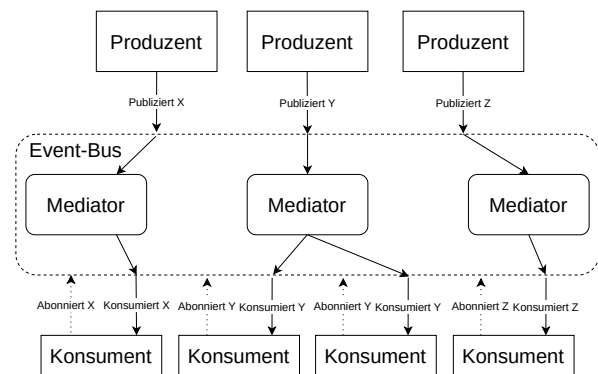 Produzent Produzent Produzent
Publiziert X Publiziert Y Publiziert Z
Event-Bus
Mediator Mediator Mediator
Abonniert X Konsumiert X Abonniert Y Konsumiert Y Abonniert Y Konsumiert Y Abonniert Z Konsumiert Z
Konsument Konsument Konsument Konsument